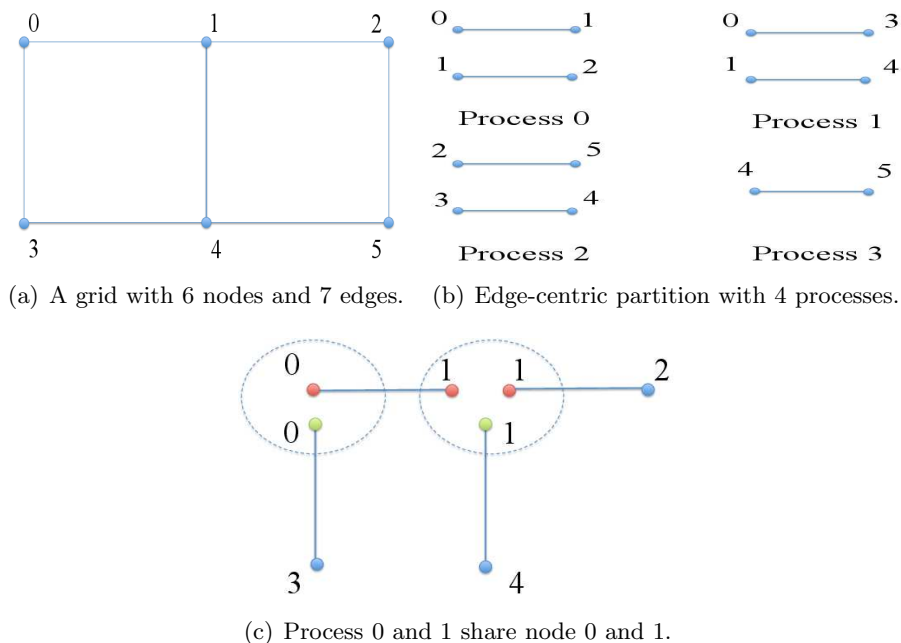 0 1 2
3 4 5
(a) A grid with 6 nodes and 7 edges.
0 1
1 2
Process 0
2 5
3 4
Process 2
0 3
1 4
Process 1
4 5
Process 3
(b) Edge-centric partition with 4 processes.
0 1 1 2
0 1
3 4
(c) Process 0 and 1 share node 0 and 1.